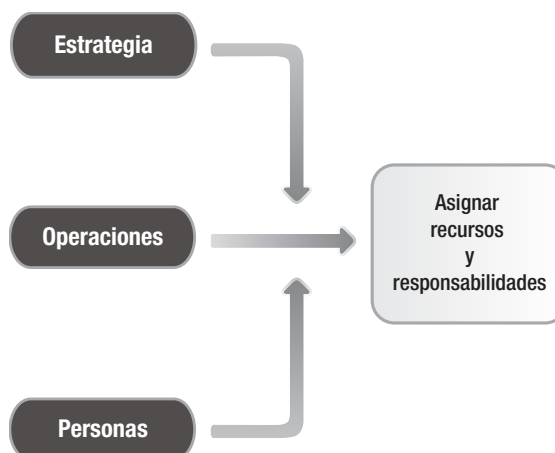 Estrategia
Operaciones
Asignar
recursos
y
responsabilidades
Personas